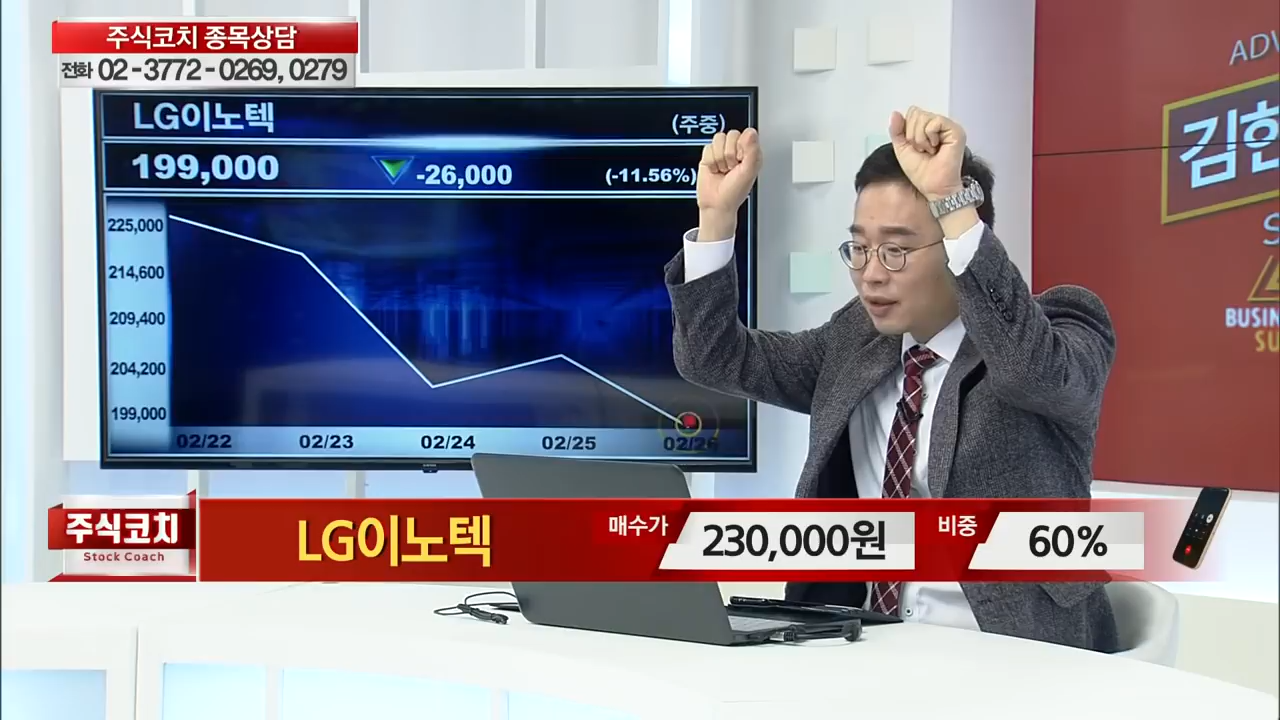 주식코치 종목상담
전화 02-3772-0269, 0279
LG이노텍
(주중)
199,000 -26,000 (-11.56%)
225,000
214,600
209,400
204,200
199,000
02/22 02/23 02/24 02/25 02/26
김한
BUSIN
SU
주식코치
Stock Coach
LG이노텍 매수가 230,000원 비중 60%